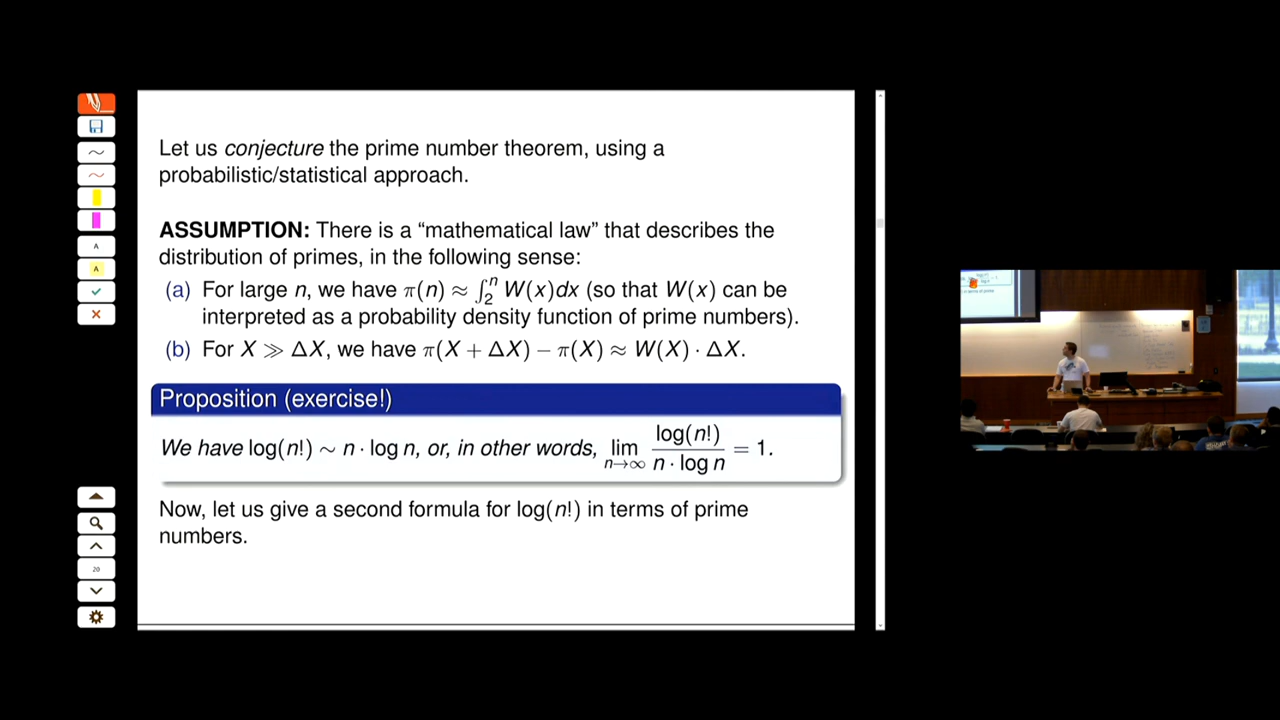 Let us conjecture the prime number theorem, using a
probabilistic/statistical approach.
ASSUMPTION: There is a “mathematical law” that describes the
distribution of primes, in the following sense:
(a) For large n, we have π(n) ≈ ∫₂ⁿ W(x)dx (so that W(x) can be
interpreted as a probability density function of prime numbers).
(b) For X ≫ ΔX, we have π(X + ΔX) − π(X) ≈ W(X) · ΔX.
Proposition (exercise!)
We have log(n!) ∼ n · log n, or, in other words, lim n→∞ log(n!) / n · log n = 1.
Now, let us give a second formula for log(n!) in terms of prime
numbers.
A
A
20